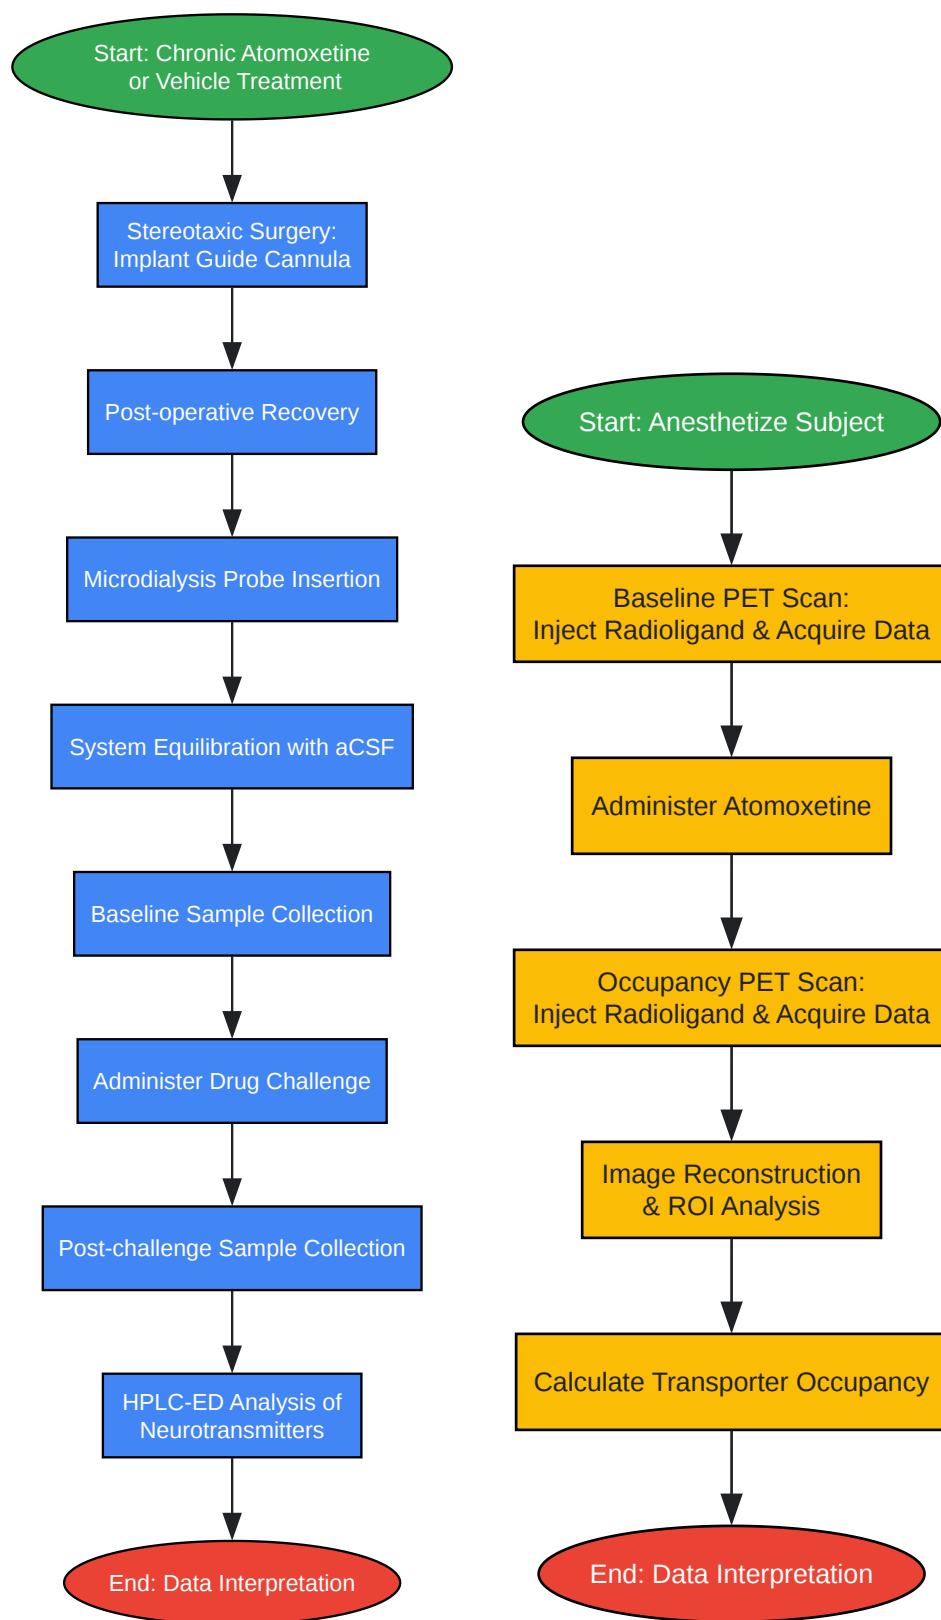 Start: Chronic Atomoxetine
or Vehicle Treatment
Stereotaxic Surgery:
Implant Guide Cannula
Post-operative Recovery
Microdialysis Probe Insertion
System Equilibration with aCSF
Baseline Sample Collection
Administer Drug Challenge
Post-challenge Sample Collection
HPLC-ED Analysis of
Neurotransmitters
End: Data Interpretation
Start: Anesthetize Subject
Baseline PET Scan:
Inject Radioligand & Acquire Data
Administer Atomoxetine
Occupancy PET Scan:
Inject Radioligand & Acquire Data
Image Reconstruction
& ROI Analysis
Calculate Transporter Occupancy
End: Data Interpretation